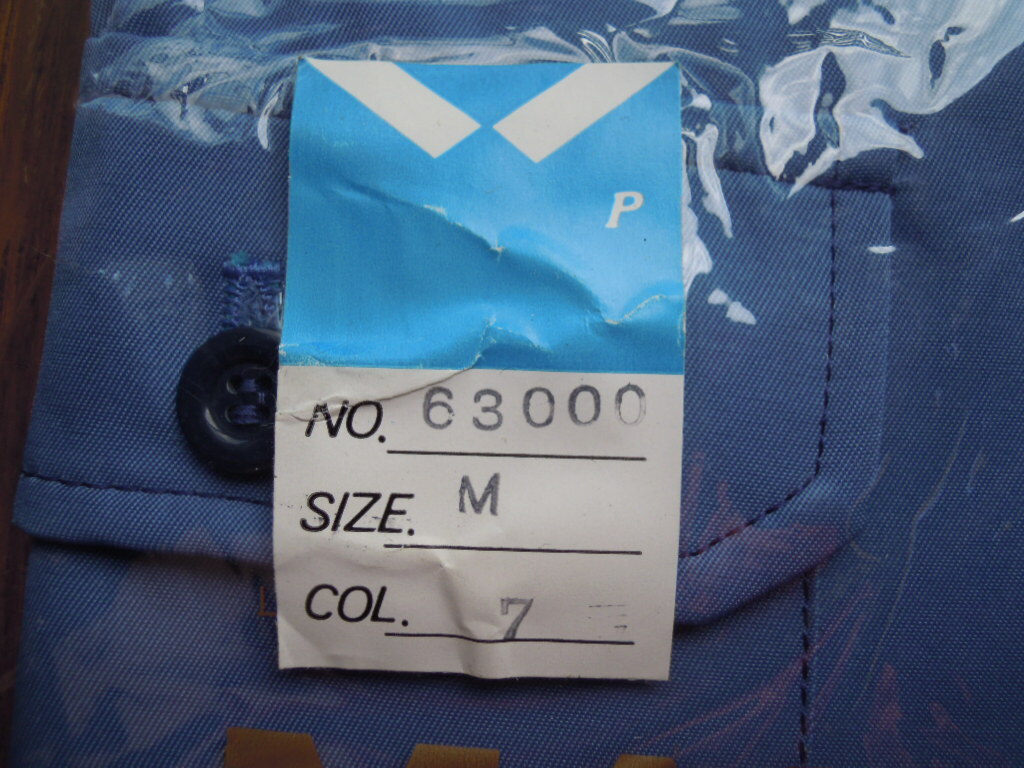 P
NO. 63000
SIZE. M
COL. 7